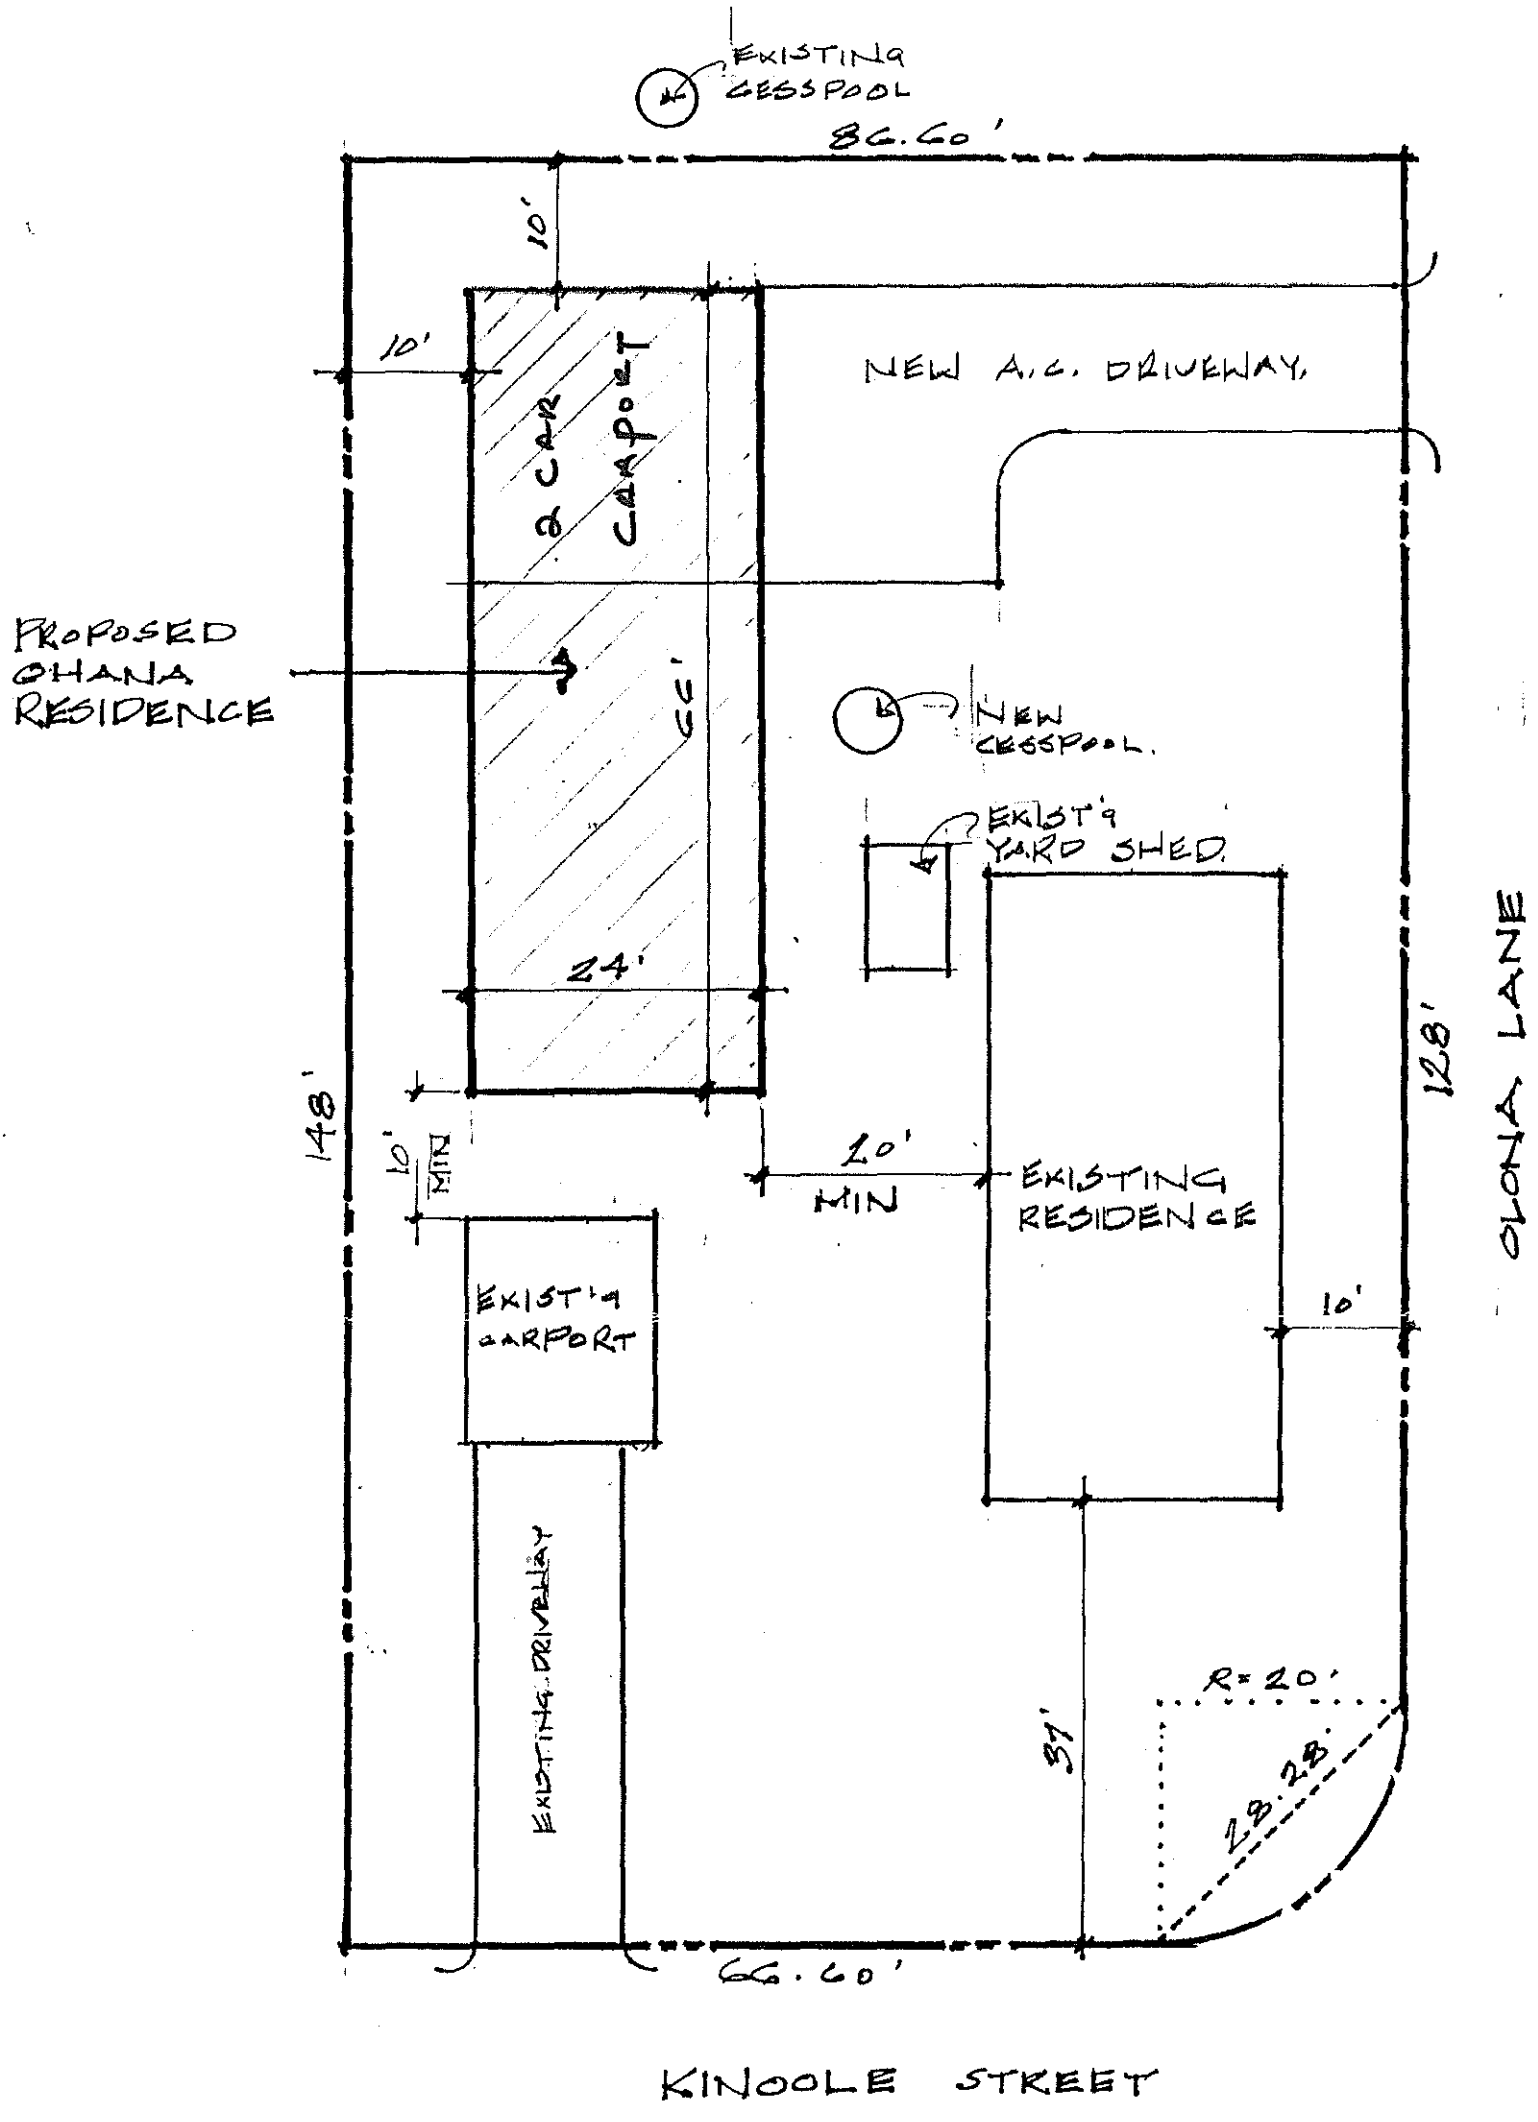 EXISTING
CESSPOOL
86.60'
10'
10'
2 CAR
CARPORT
NEW A.C. DRIVEWAY.
PROPOSED
OHANA
RESIDENCE
66'
NEW
CESSPOOL.
EXIST'G
YARD SHED.
24'
OLONA LANE
128'
148'
10'
MIN
20'
MIN
EXISTING
RESIDENCE
EXIST'G
CARPORT
10'
EXISTING DRIVEWAY
R=20'
37'
28.28'
66.60'
KINOOLE STREET